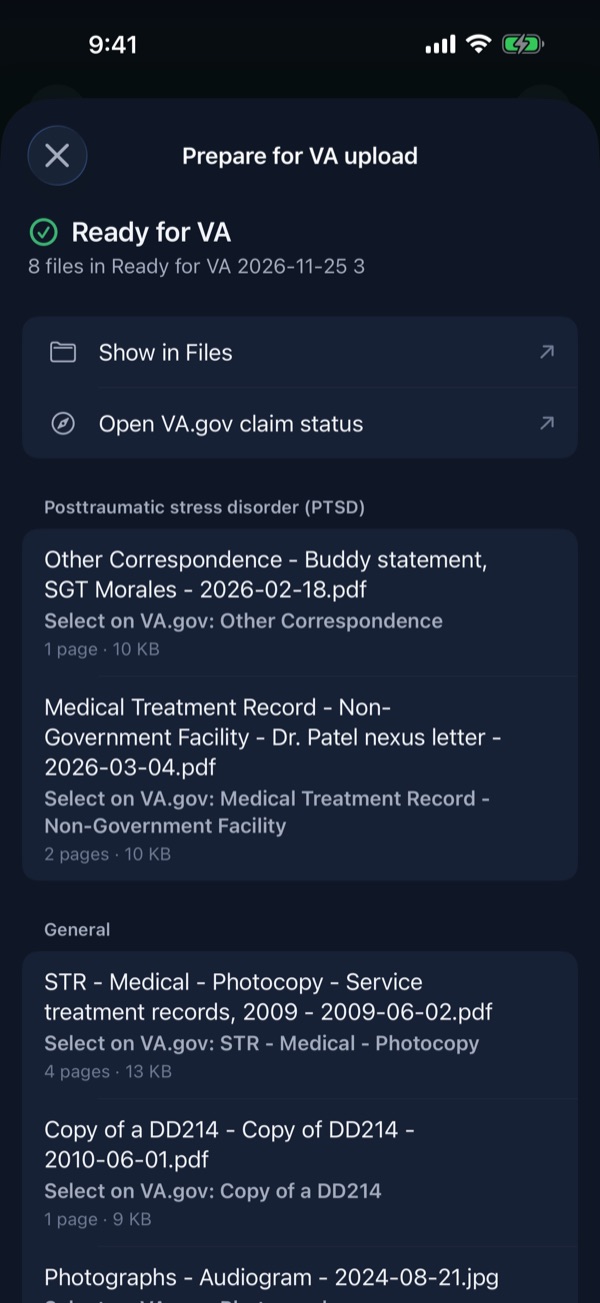 9:41
Prepare for VA upload
Ready for VA
8 files in Ready for VA 2026-11-25 3
Show in Files
Open VA.gov claim status
Posttraumatic stress disorder (PTSD)
Other Correspondence - Buddy statement,
SGT Morales - 2026-02-18.pdf
Select on VA.gov: Other Correspondence
1 page · 10 KB
Medical Treatment Record - Non-
Government Facility - Dr. Patel nexus letter -
2026-03-04.pdf
Select on VA.gov: Medical Treatment Record -
Non-Government Facility
2 pages · 10 KB
General
STR - Medical - Photocopy - Service
treatment records, 2009 - 2009-06-02.pdf
Select on VA.gov: STR - Medical - Photocopy
4 pages · 13 KB
Copy of a DD214 - Copy of DD214 -
2010-06-01.pdf
Select on VA.gov: Copy of a DD214
1 page · 9 KB
Photographs - Audiogram - 2024-08-21.jpg